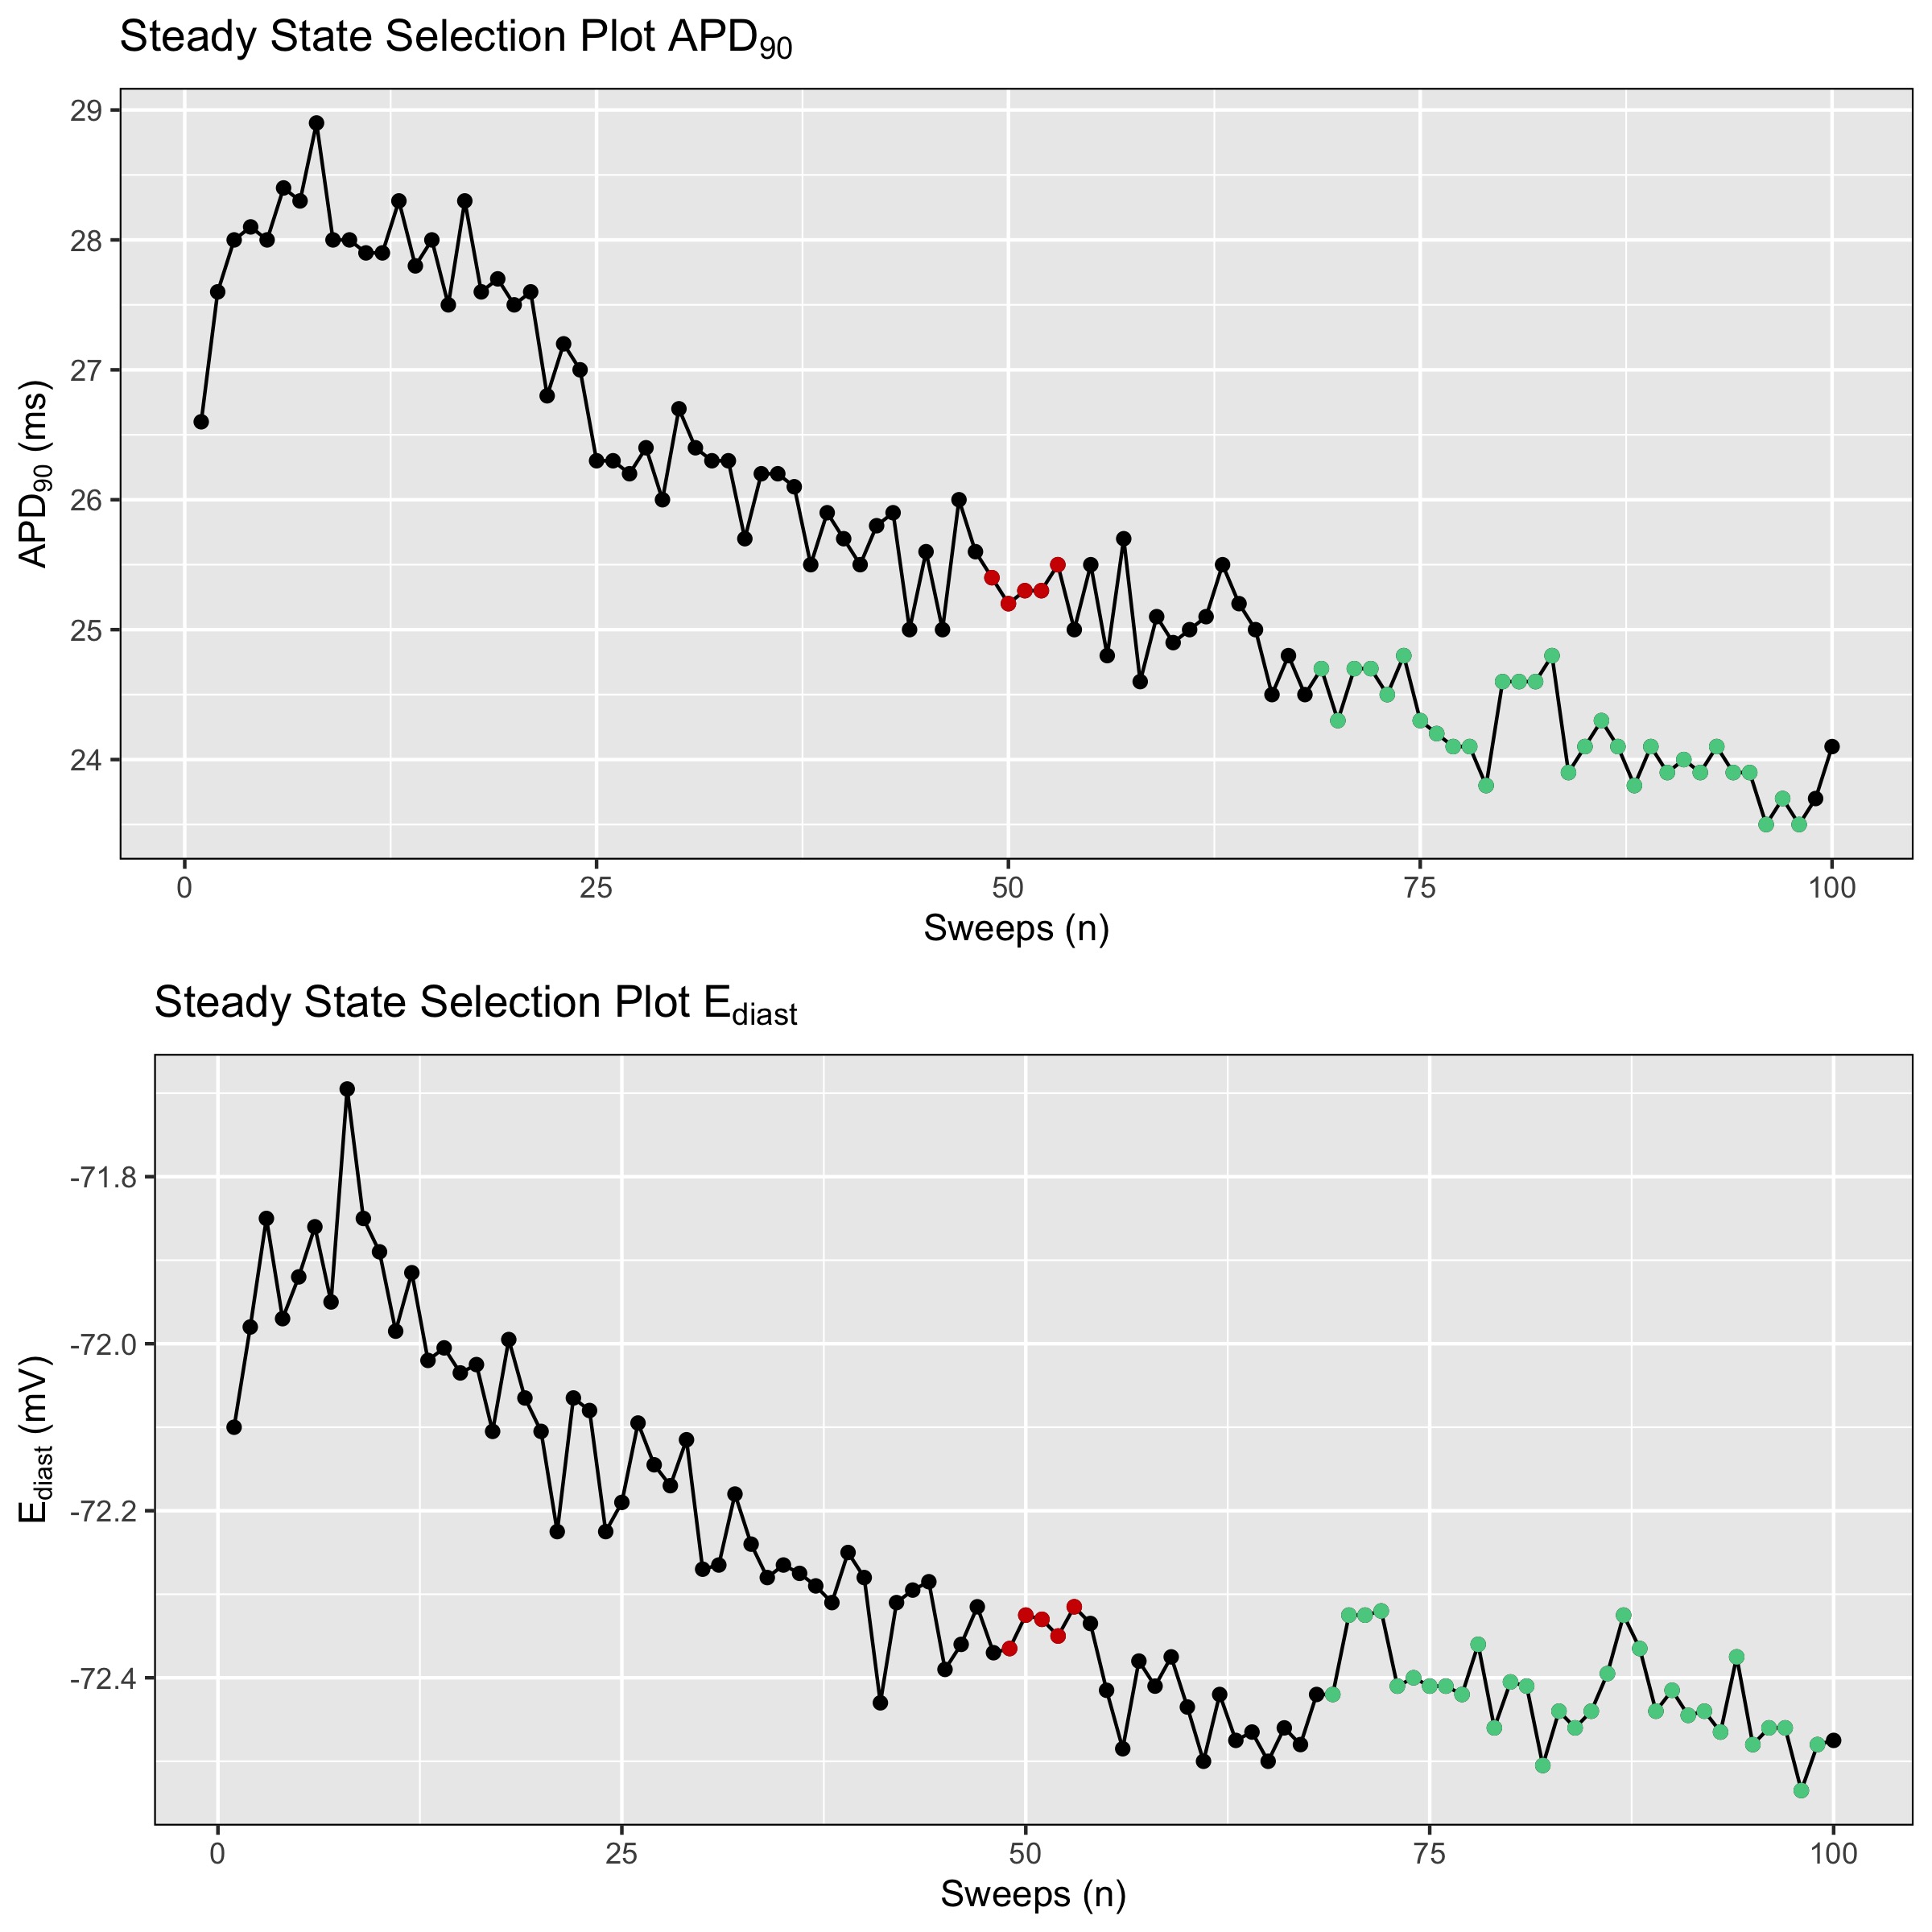 Steady State Selection Plot APD90
29
28
27
26
25
24
APD90 (ms)
0 25 50 75 100
Sweeps (n)
Steady State Selection Plot Ediast
-71.8
-72.0
-72.2
-72.4
Ediast (mV)
0 25 50 75 100
Sweeps (n)